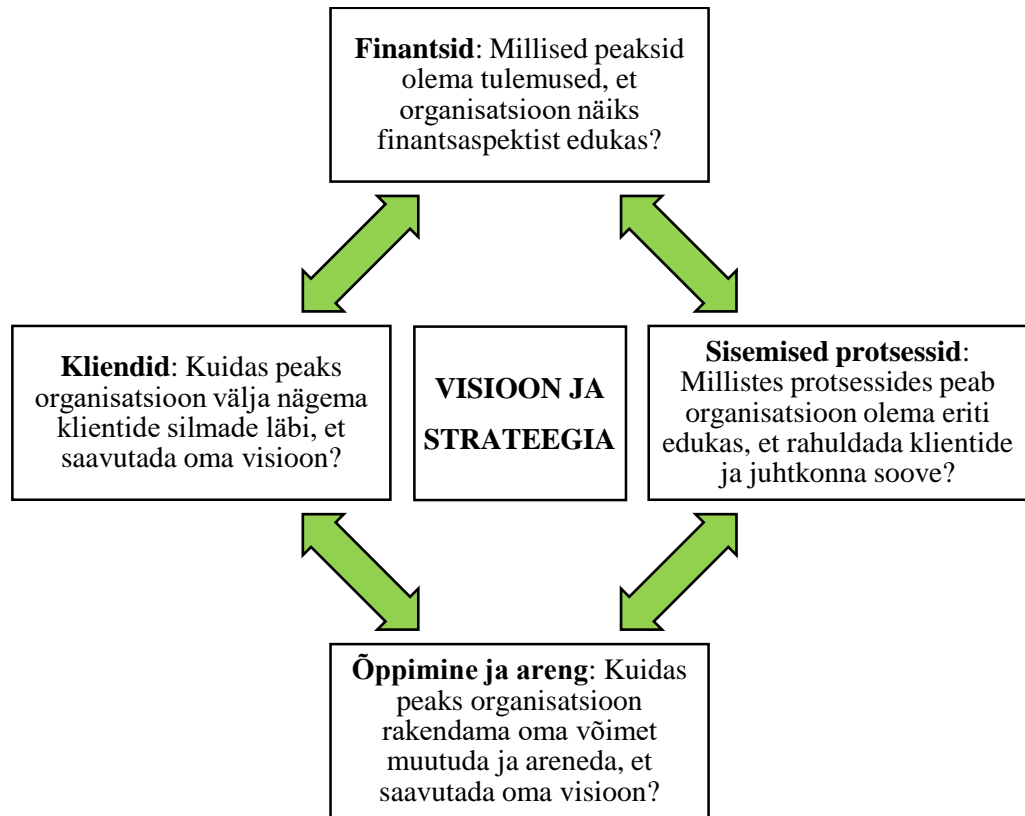 Finantsid: Millised peaksid
olema tulemused, et
organisatsioon näiks
finantsaspektist edukas?
Kliendid: Kuidas peaks
organisatsioon välja nägema
klientide silmade läbi, et
saavutada oma visioon?
VISIOON JA
STRATEEGIA
Sisemised protsessid:
Millistes protsessides peab
organisatsioon olema eriti
edukas, et rahuldada klientide
ja juhtkonna soove?
Õppimine ja areng: Kuidas
peaks organisatsioon
rakendama oma võimet
muutuda ja areneda, et
saavutada oma visioon?